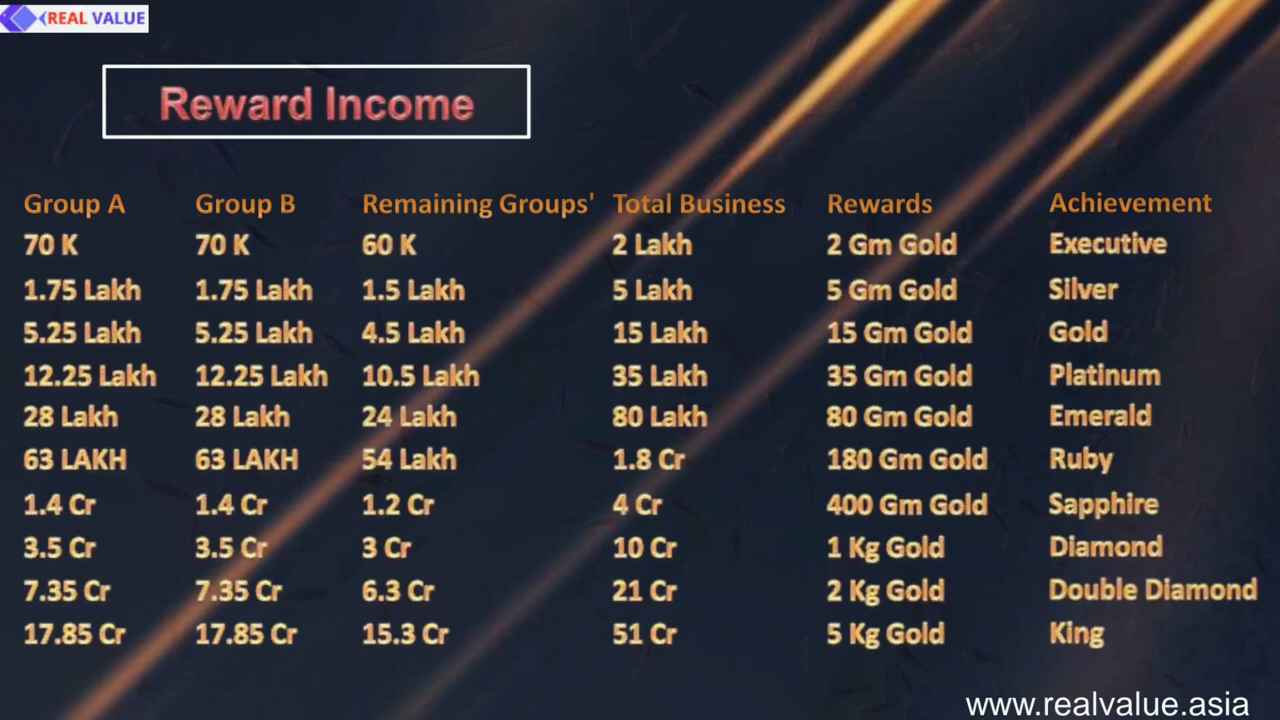 REAL VALUE
Reward Income
Group A Group B Remaining Groups' Total Business Rewards Achievement
70 K 70 K 60 K 2 Lakh 2 Gm Gold Executive
1.75 Lakh 1.75 Lakh 1.5 Lakh 5 Lakh 5 Gm Gold Silver
5.25 Lakh 5.25 Lakh 4.5 Lakh 15 Lakh 15 Gm Gold Gold
12.25 Lakh 12.25 Lakh 10.5 Lakh 35 Lakh 35 Gm Gold Platinum
28 Lakh 28 Lakh 24 Lakh 80 Lakh 80 Gm Gold Emerald
63 LAKH 63 LAKH 54 Lakh 1.8 Cr 180 Gm Gold Ruby
1.4 Cr 1.4 Cr 1.2 Cr 4 Cr 400 Gm Gold Sapphire
3.5 Cr 3.5 Cr 3 Cr 10 Cr 1 Kg Gold Diamond
7.35 Cr 7.35 Cr 6.3 Cr 21 Cr 2 Kg Gold Double Diamond
17.85 Cr 17.85 Cr 15.3 Cr 51 Cr 5 Kg Gold King
www.realvalue.asia